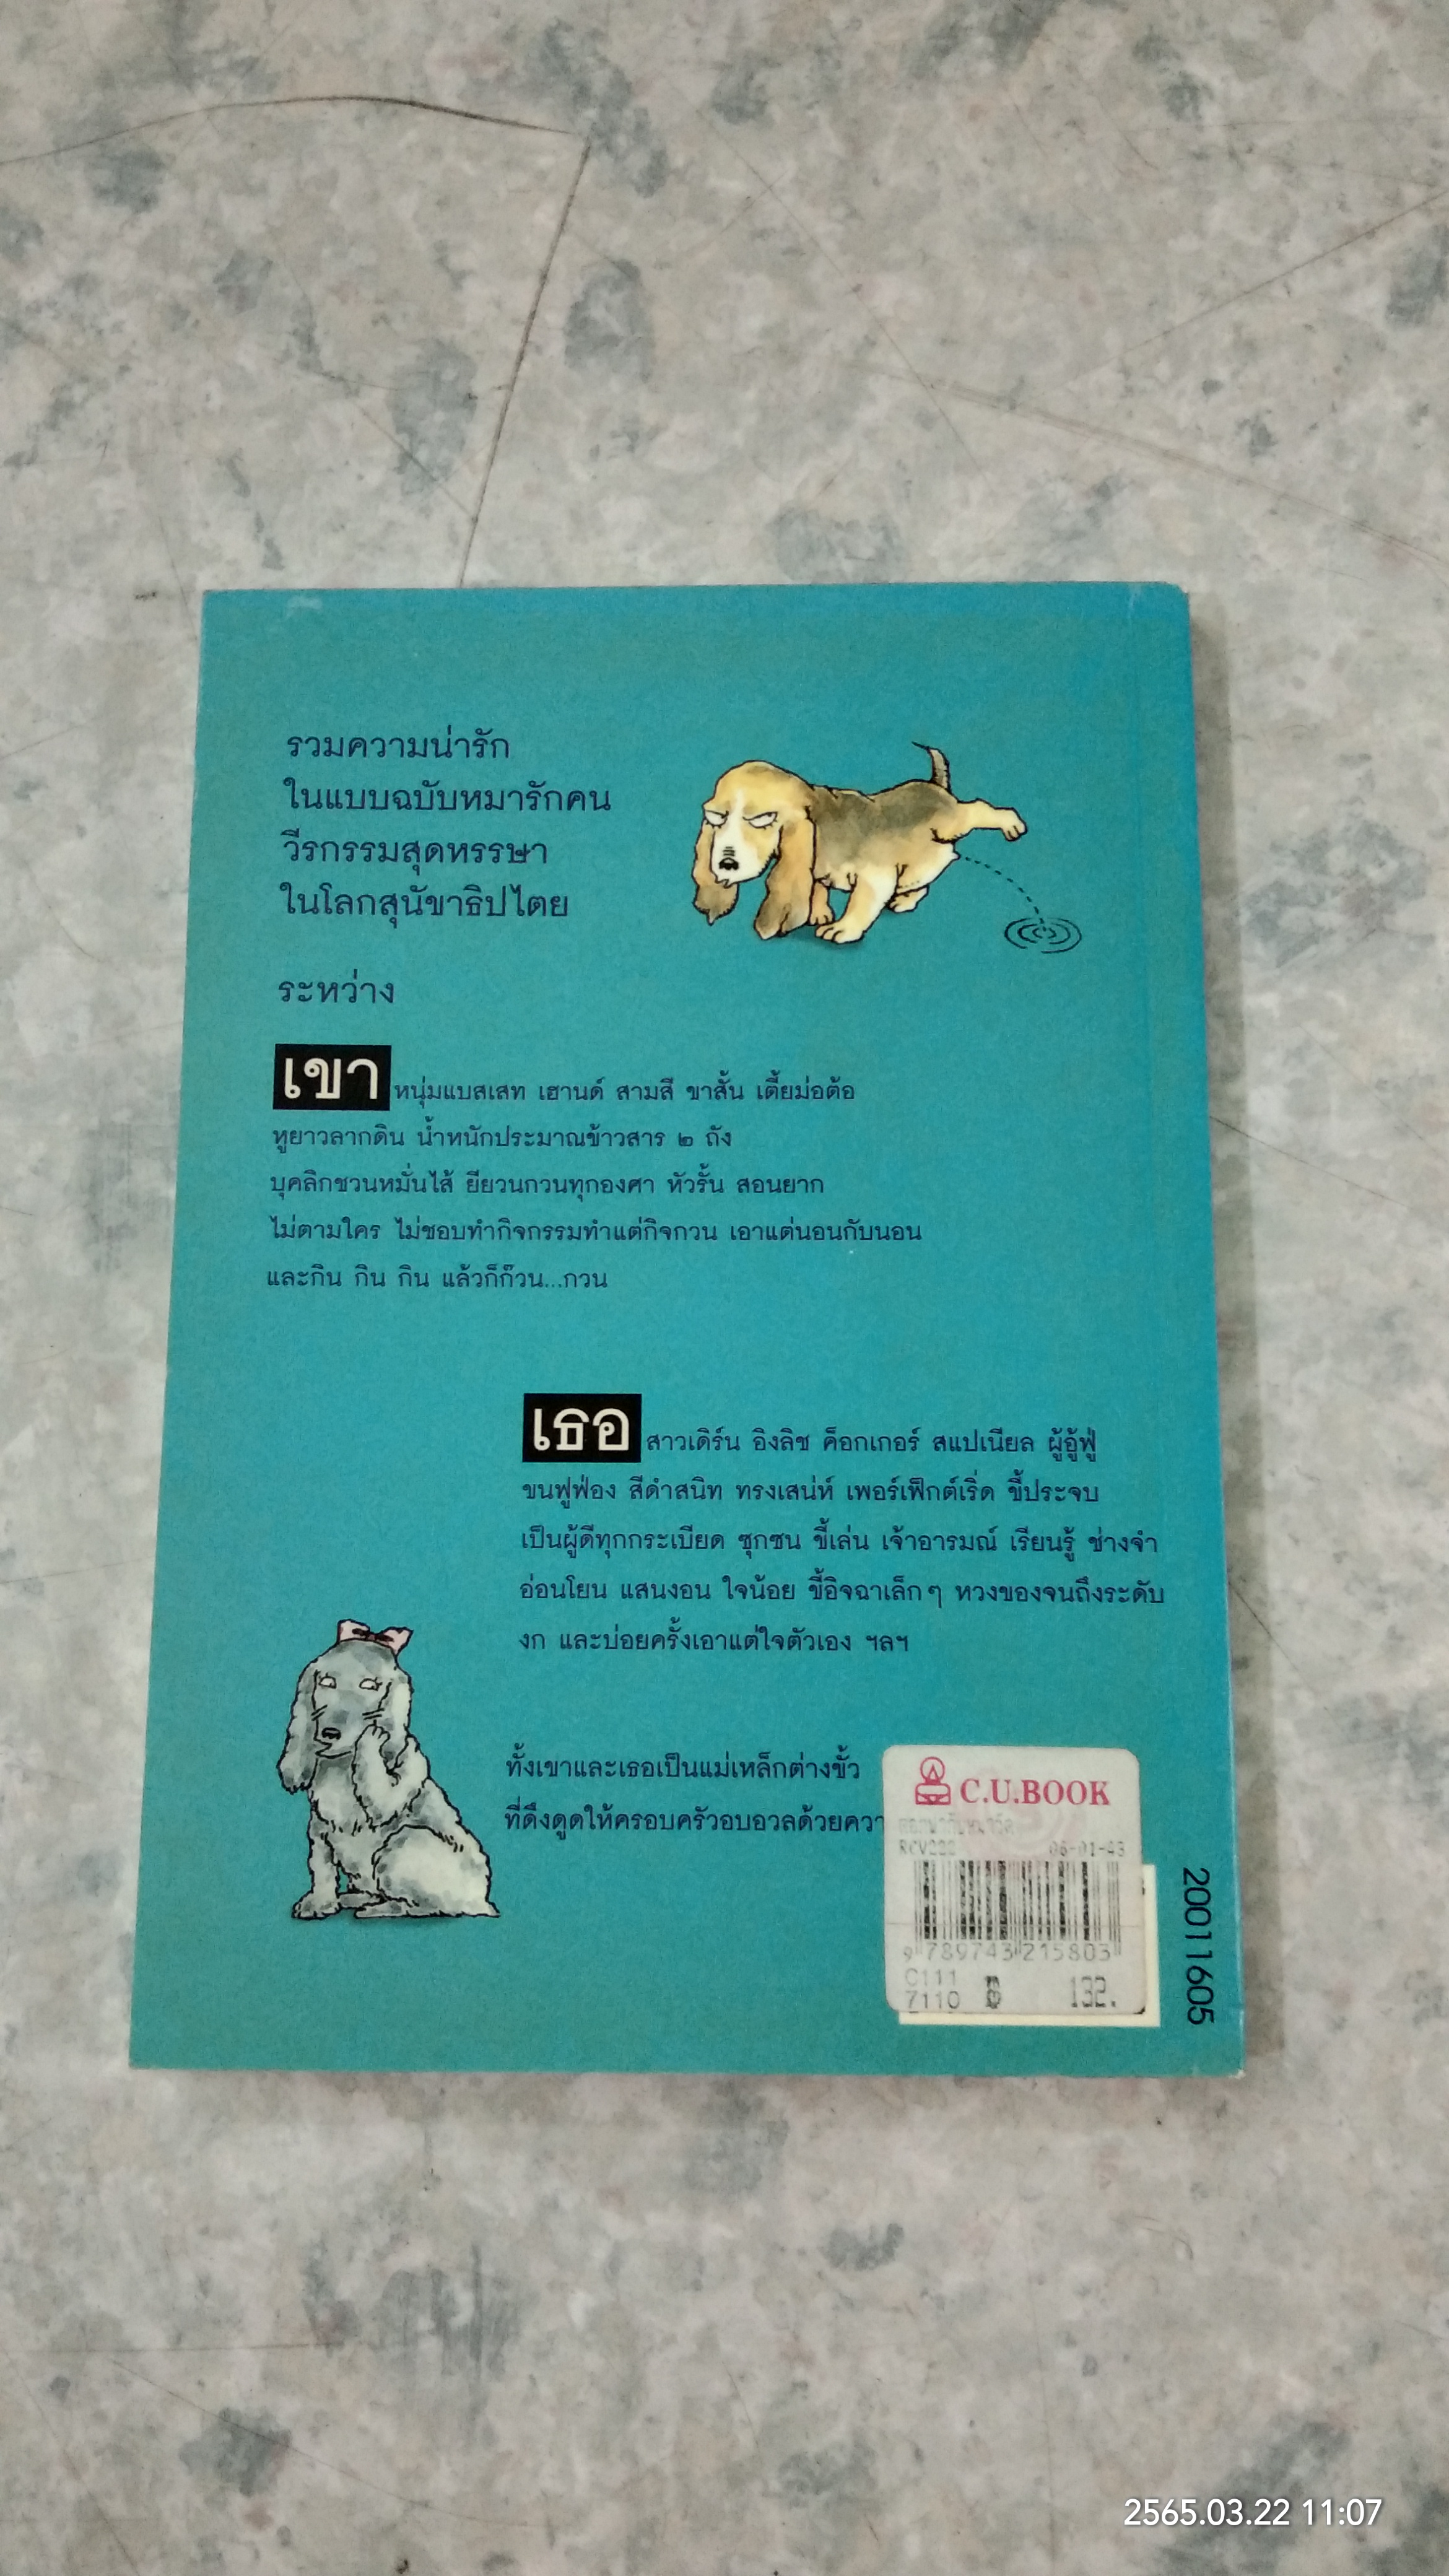 รวมความน่ารัก
ในแบบฉบับหมารักคน
วีรกรรมสุดหรรษา
ในโลกสุนัขาธิปไตย
ระหว่าง
เขา หนุ่มแบสเสท เฮานด์ สามสี ขาสั้น เตี้ยม่อต้อ
หูยาวลากดิน น้ำหนักประมาณข้าวสาร ๒ ถัง
บุคลิกชวนหมั่นไส้ ยียวนกวนทุกองศา หัวรั้น สอนยาก
ไม่ตามใคร ไม่ชอบทำกิจกรรมทำแต่กิจกวน เอาแต่นอนกับนอน
และกิน กิน กิน แล้วก็ก๊วน...กวน
เธอ สาวเดิร์น อิงลิช ค็อกเกอร์ สแปเนียล ผู้อู้ฟู่
ขนฟูฟ่อง สีดำสนิท ทรงเสน่ห์ เพอร์เฟ็กต์เริ่ด ขี้ประจบ
เป็นผู้ดีทุกกระเบียด ซุกซน ขี้เล่น เจ้าอารมณ์ เรียนรู้ ช่างจำ
อ่อนโยน แสนงอน ใจน้อย ขี้อิจฉาเล็กๆ หวงของจนถึงระดับ
งก และบ่อยครั้งเอาแต่ใจตัวเอง ฯลฯ
ทั้งเขาและเธอเป็นแม่เหล็กต่างขั้ว
ที่ดึงดูดให้ครอบครัวอบอวลด้วยควา
C.U.BOOK
RCV222 06-01-43
9 789743 215803
C111
7110 ฿ 132.
20011605
2565.03.22 11:07